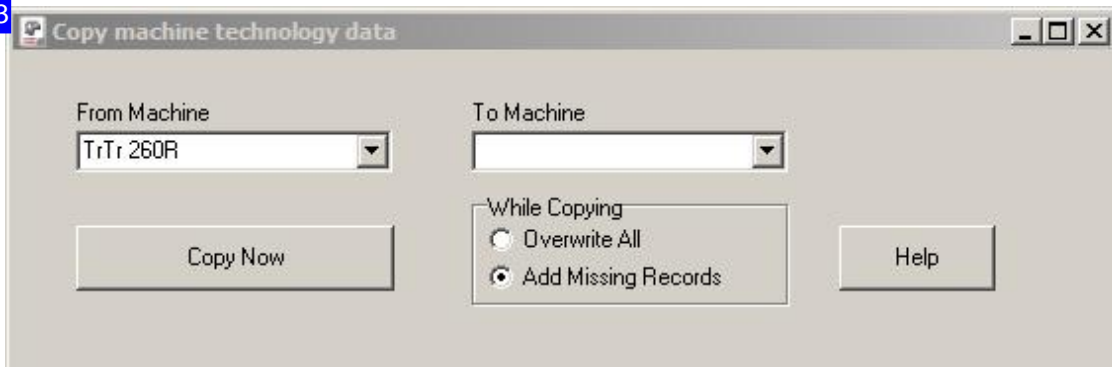 3
Copy machine technology data
From Machine
To Machine
TrTr 260R
While Copying
Overwrite All
Add Missing Records
Copy Now
Help